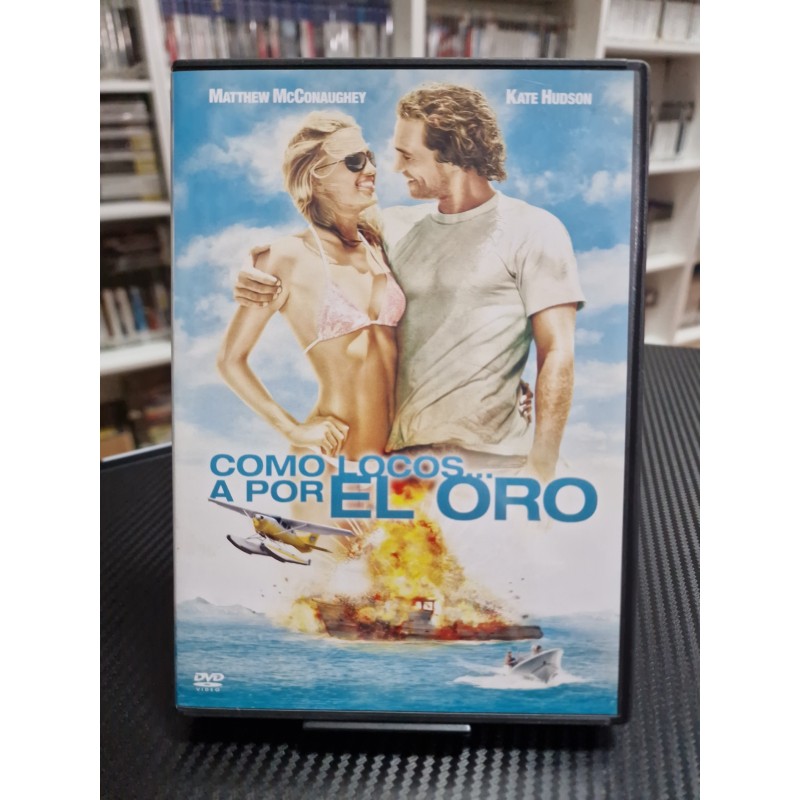 MATTHEW MCCONAUGHEY KATE HUDSON
COMO LOCOS...
A POR EL ORO
DVD
VIDEO